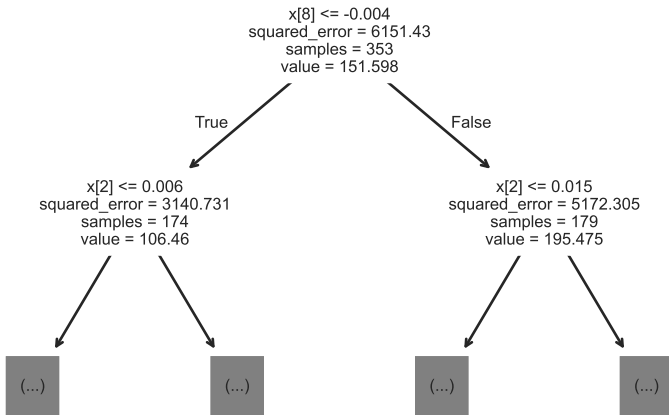 x[8] <= -0.004
squared_error = 6151.43
samples = 353
value = 151.598
True
False
x[2] <= 0.006
squared_error = 3140.731
samples = 174
value = 106.46
x[2] <= 0.015
squared_error = 5172.305
samples = 179
value = 195.475
(...)
(...)
(...)
(...)